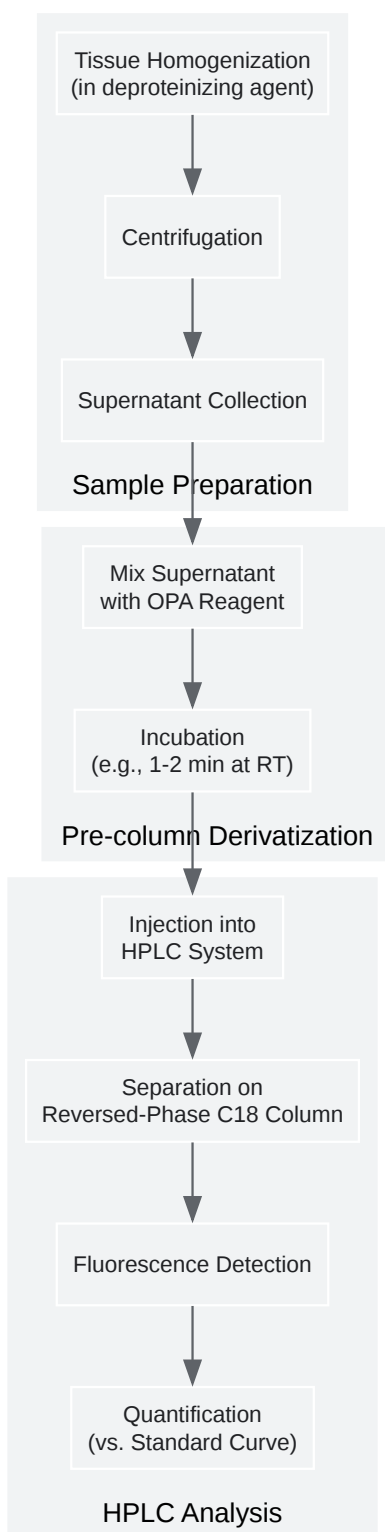 Tissue Homogenization
(in deproteinizing agent)
Centrifugation
Supernatant Collection
Sample Preparation
Mix Supernatant
with OPA Reagent
Incubation
(e.g., 1-2 min at RT)
Pre-column Derivatization
Injection into
HPLC System
Separation on
Reversed-Phase C18 Column
Fluorescence Detection
Quantification
(vs. Standard Curve)
HPLC Analysis